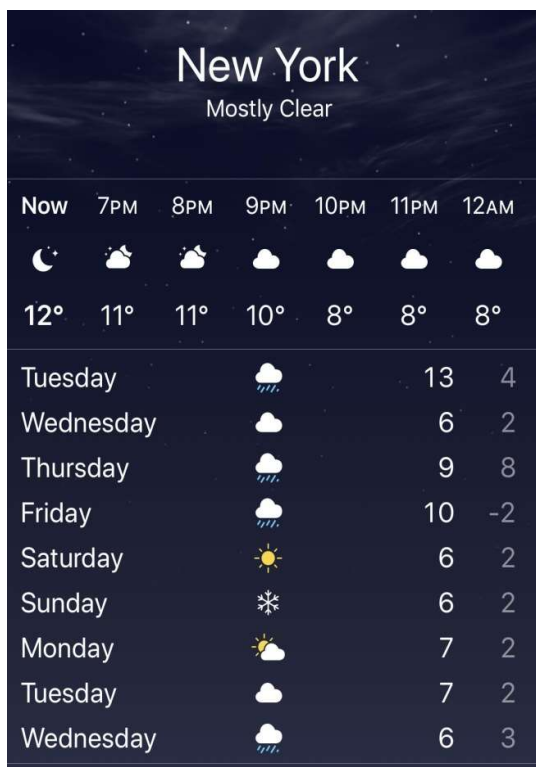 New York
Mostly Clear
Now 7PM 8PM 9PM 10PM 11PM 12AM
12° 11° 11° 10° 8° 8° 8°
Tuesday 13 4
Wednesday 6 2
Thursday 9 8
Friday 10 -2
Saturday 6 2
Sunday 6 2
Monday 7 2
Tuesday 7 2
Wednesday 6 3